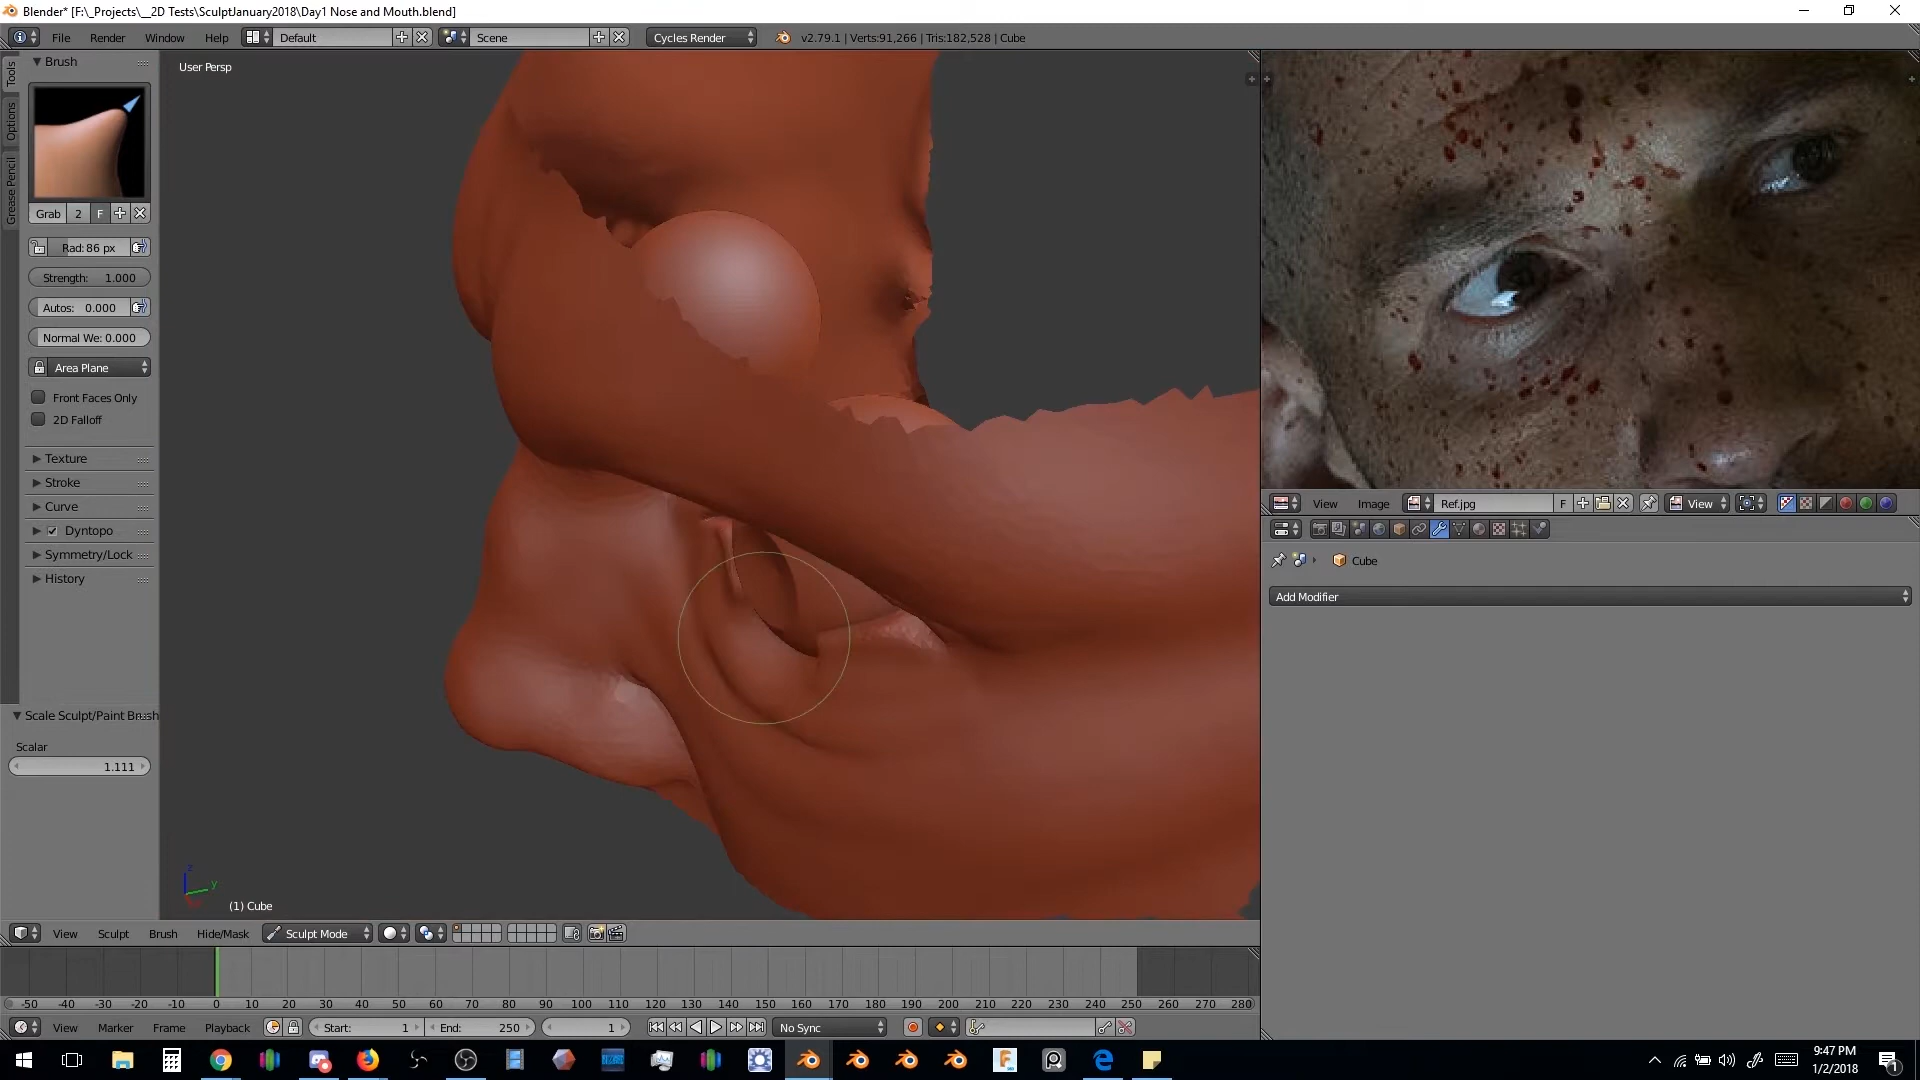 Blender* [F:\_Projects\__2D Tests\SculptJanuary2018\Day1 Nose and Mouth.blend]
File Render Window Help Default Scene Cycles Render v2.79.1 | Verts:91,266 | Tris:182,528 | Cube
Tools
Options
Grease Pencil
Brush
Grab 2 F
Rad: 86 px
Strength: 1.000
Autos: 0.000
Normal We: 0.000
Area Plane
Front Faces Only
2D Falloff
Texture
Stroke
Curve
Dyntopo
Symmetry/Lock
History
Scale Sculpt/Paint Brush
Scalar
1.111
User Persp
z
y
(1) Cube
View Image Ref.jpg F View
Cube
Add Modifier
View Sculpt Brush Hide/Mask Sculpt Mode
-50 -40 -30 -20 -10 0 10 20 30 40 50 60 70 80 90 100 110 120 130 140 150 160 170 180 190 200 210 220 230 240 250 260 270 280
View Marker Frame Playback Start: 1 End: 250 1 No Sync
9:47 PM
1/2/2018
1